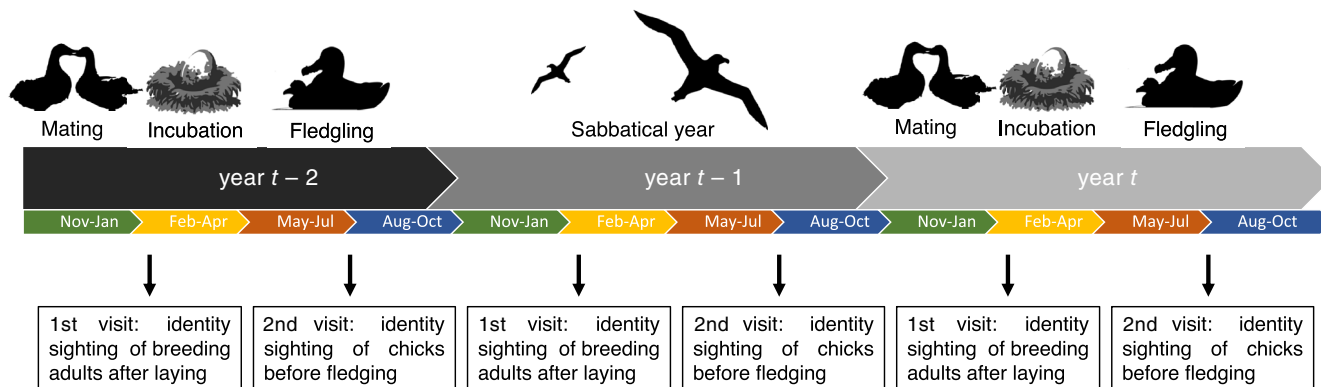 Mating Incubation Fledgling Sabbatical year Mating Incubation Fledgling
year t – 2 year t – 1 year t
Nov-Jan Feb-Apr May-Jul Aug-Oct Nov-Jan Feb-Apr May-Jul Aug-Oct Nov-Jan Feb-Apr May-Jul Aug-Oct
1st visit: identity
sighting of breeding
adults after laying
2nd visit: identity
sighting of chicks
before fledging
1st visit: identity
sighting of breeding
adults after laying
2nd visit: identity
sighting of chicks
before fledging
1st visit: identity
sighting of breeding
adults after laying
2nd visit: identity
sighting of chicks
before fledging